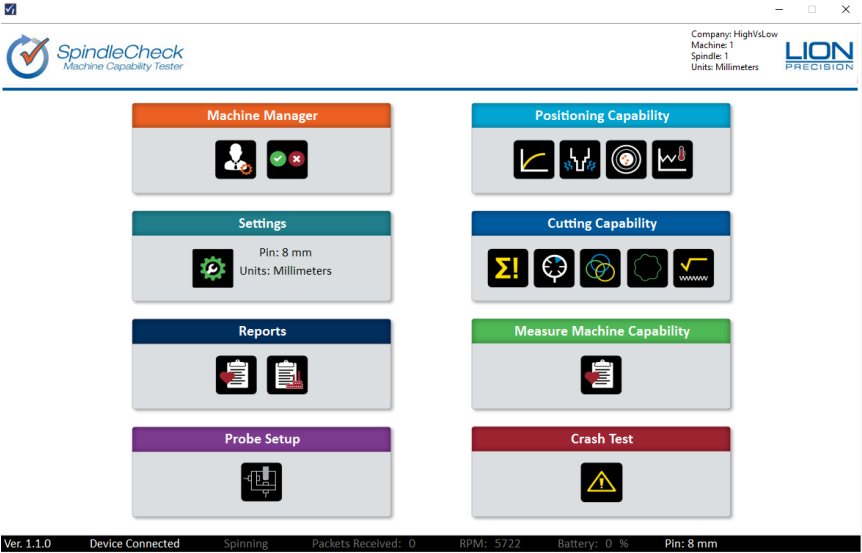 SpindleCheck
Machine Capability Tester
Company: HighVsLow
Machine: 1
Spindle: 1
Units: Millimeters
LION
PRECISION
Machine Manager
Positioning Capability
Settings
Pin: 8 mm
Units: Millimeters
Cutting Capability
Σ!
Reports
Measure Machine Capability
Probe Setup
Crash Test
Ver. 1.1.0 Device Connected Spinning Packets Received: 0 RPM: 5722 Battery: 0 % Pin: 8 mm